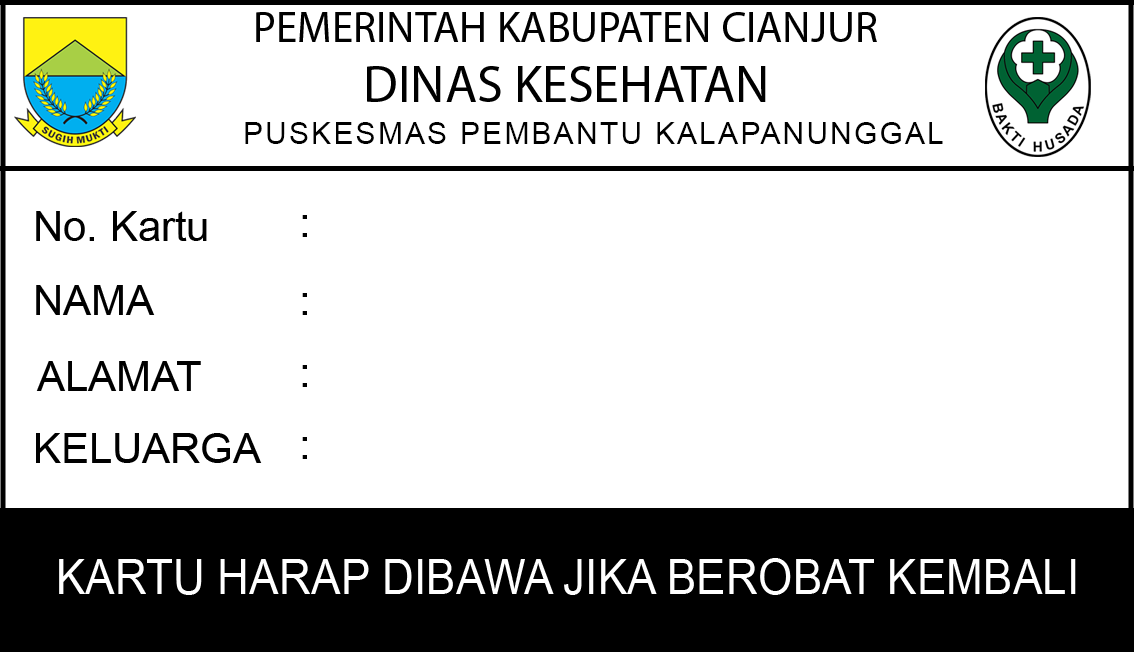 PEMERINTAH KABUPATEN CIANJUR
DINAS KESEHATAN
PUSKESMAS PEMBANTU KALAPANUNGGAL
SUGIH MUKTI
BAKTI HUSADA
No. Kartu :
NAMA :
ALAMAT :
KELUARGA :
KARTU HARAP DIBAWA JIKA BEROBAT KEMBALI